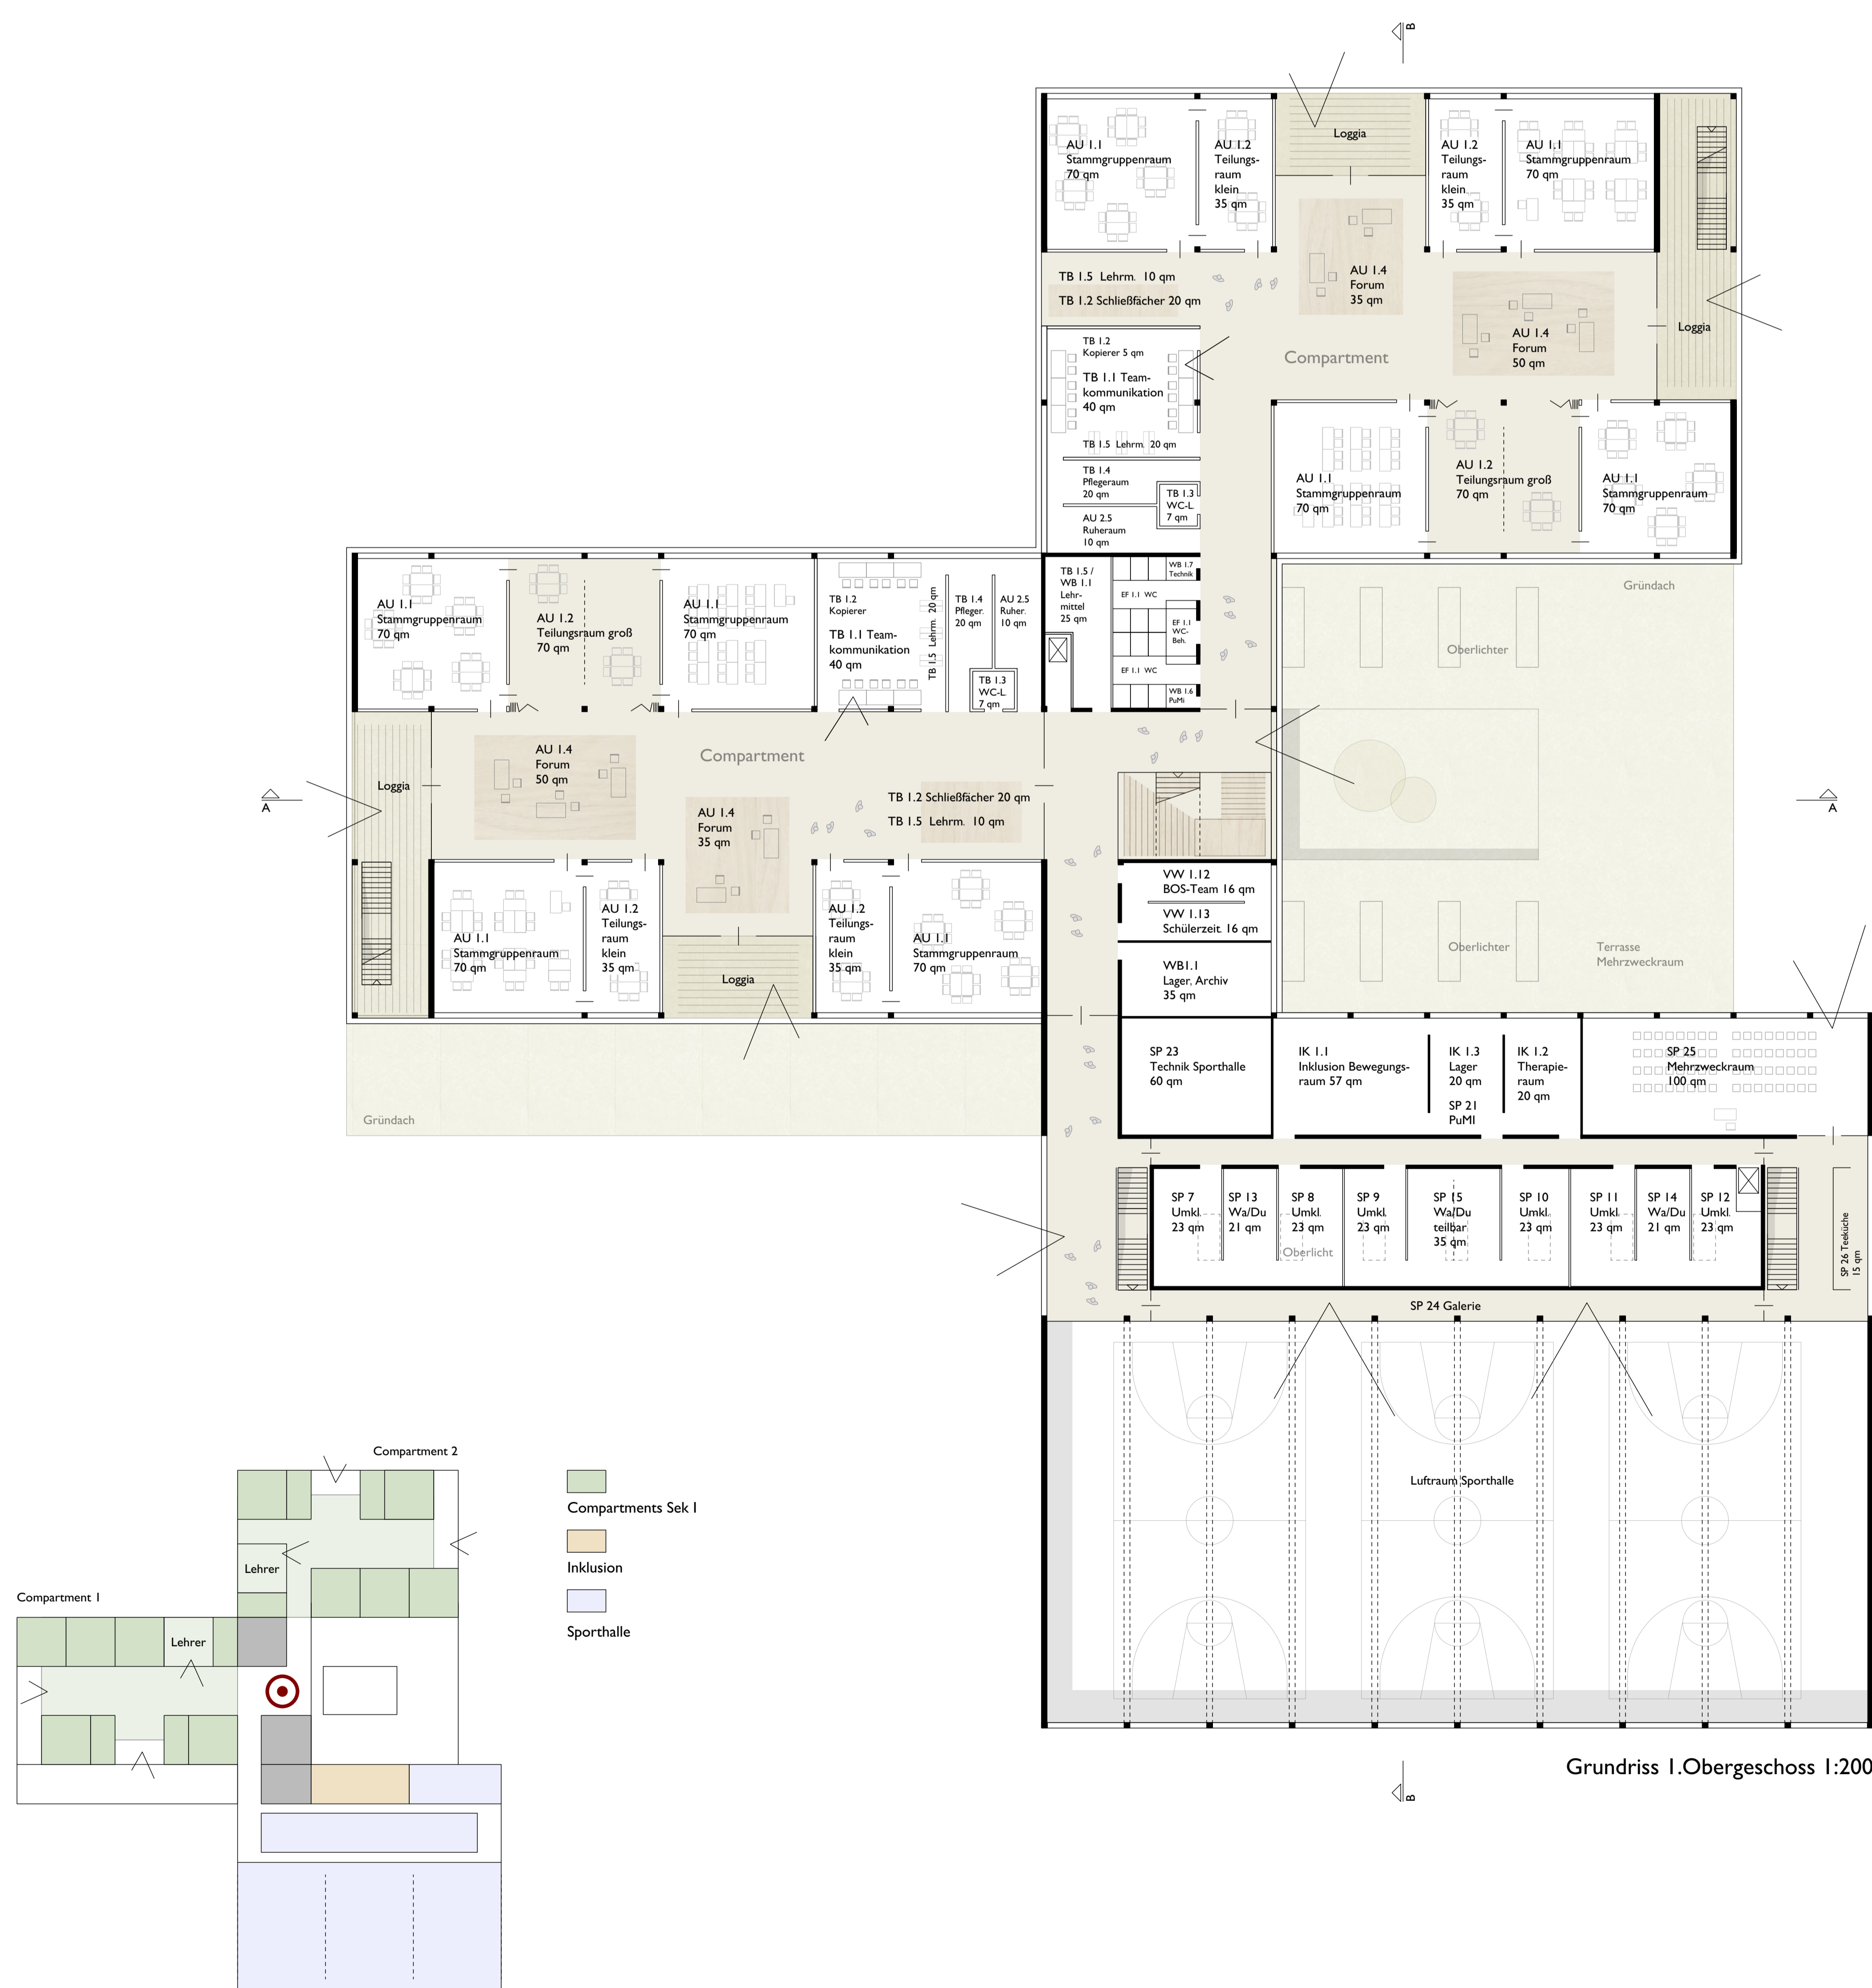 B
AU 1.1
Stammgruppenraum
70 qm
AU 1.2
Teilungs-
raum
klein
35 qm
Loggia
AU 1.2
Teilungs-
raum
klein
35 qm
AU 1.1
Stammgruppenraum
70 qm
TB 1.5 Lehrm. 10 qm
TB 1.2 Schließfächer 20 qm
AU 1.4
Forum
35 qm
AU 1.4
Forum
50 qm
Loggia
Compartment
TB 1.2
Kopierer 5 qm
TB 1.1 Team-
kommunikation
40 qm
TB 1.5 Lehrm. 20 qm
TB 1.4
Pflegeraum
20 qm
TB 1.3
WC-L
7 qm
AU 2.5
Ruheraum
10 qm
AU 1.1
Stammgruppenraum
70 qm
AU 1.2
Teilungsraum groß
70 qm
AU 1.1
Stammgruppenraum
70 qm
AU 1.1
Stammgruppenraum
70 qm
AU 1.2
Teilungsraum groß
70 qm
AU 1.1
Stammgruppenraum
70 qm
TB 1.2
Kopierer
TB 1.1 Team-
kommunikation
40 qm
TB 1.5 Lehrm. 20 qm
TB 1.4
Pfleger.
20 qm
AU 2.5
Ruher.
10 qm
TB 1.3
WC-L
7 qm
TB 1.5 /
WB 1.1
Lehr-
mittel
25 qm
WB 1.7
Technik
EF 1.1 WC
EF 1.1
WC-
Beh.
EF 1.1 WC
WB 1.6
PuMi
Gründach
Oberlichter
Compartment
AU 1.4
Forum
50 qm
Loggia
A
AU 1.4
Forum
35 qm
TB 1.2 Schließfächer 20 qm
TB 1.5 Lehrm. 10 qm
A
AU 1.1
Stammgruppenraum
70 qm
AU 1.2
Teilungs-
raum
klein
35 qm
Loggia
AU 1.2
Teilungs-
raum
klein
35 qm
AU 1.1
Stammgruppenraum
70 qm
VW 1.12
BOS-Team 16 qm
VW 1.13
Schülerzeit. 16 qm
WB1.1
Lager, Archiv
35 qm
Oberlichter
Terrasse
Mehrzweckraum
Gründach
SP 23
Technik Sporthalle
60 qm
IK 1.1
Inklusion Bewegungs-
raum 57 qm
IK 1.3
Lager
20 qm
SP 21
PuMI
IK 1.2
Therapie-
raum
20 qm
SP 25
Mehrzweckraum
100 qm
SP 7
Umkl.
23 qm
SP 13
Wa/Du
21 qm
SP 8
Umkl.
23 qm
Oberlicht
SP 9
Umkl.
23 qm
SP 15
Wa/Du
teilbar
35 qm
SP 10
Umkl.
23 qm
SP 11
Umkl.
23 qm
SP 14
Wa/Du
21 qm
SP 12
Umkl.
23 qm
SP 26 Teeküche
15 qm
SP 24 Galerie
Luftraum Sporthalle
Grundriss 1.Obergeschoss 1:200
B
Compartment 2
Lehrer
Compartment 1
Lehrer
Compartments Sek I
Inklusion
Sporthalle